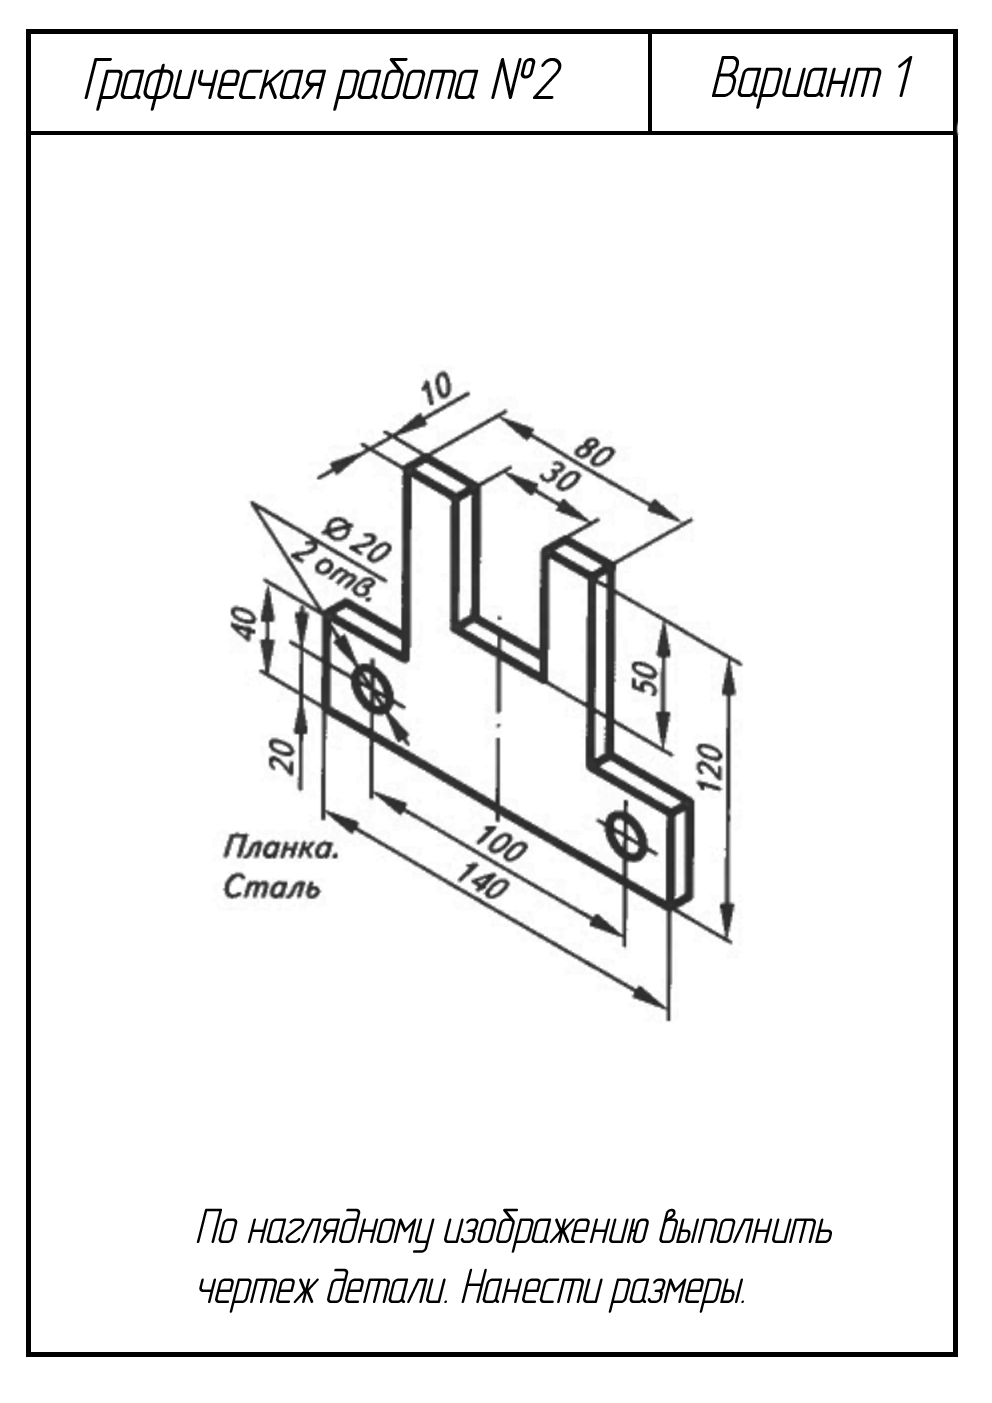 Графическая работа №2
Вариант 1
10
80
30
Ø 20
2 отв.
40
50
20
120
100
140
Планка.
Сталь
По наглядному изображению выполнить
чертеж детали. Нанести размеры.